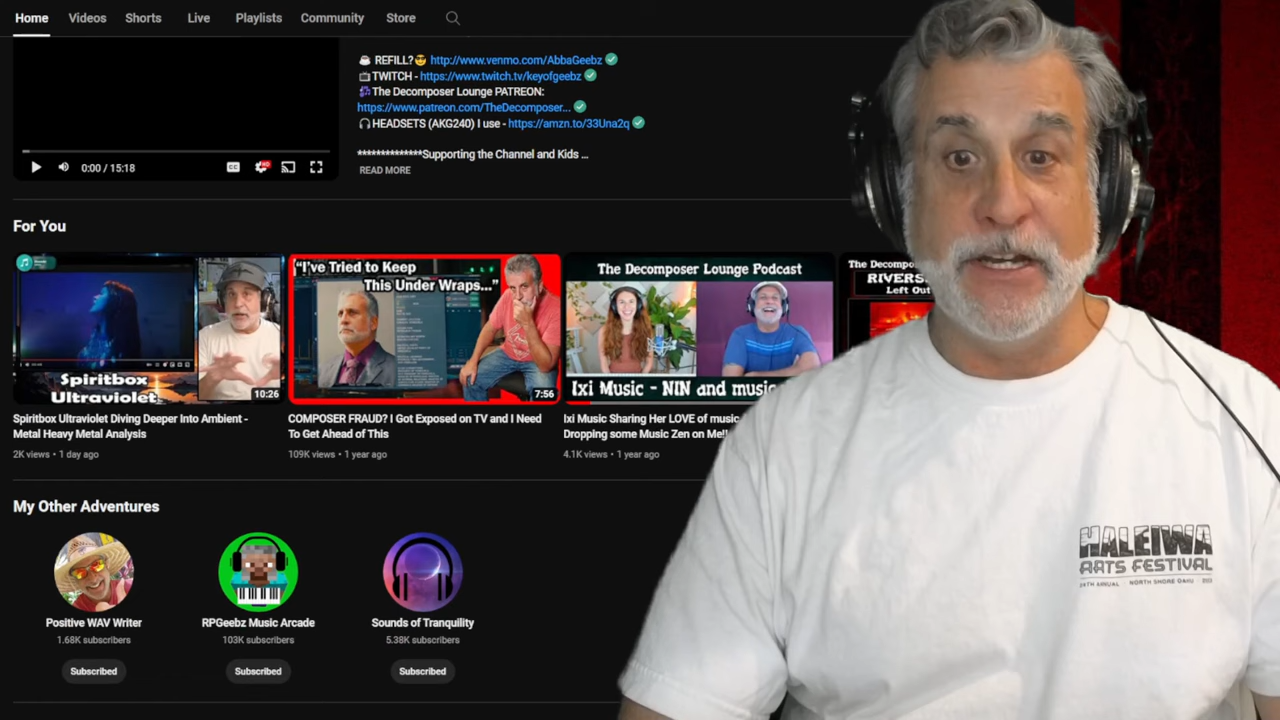 Home Videos Shorts Live Playlists Community Store
REFILL? http://www.venmo.com/AbbaGeebz
TWITCH - https://www.twitch.tv/keyofgeebz
The Decomposer Lounge PATREON:
https://www.patreon.com/TheDecomposer...
HEADSETS (AKG240) I use - https://amzn.to/33Una2q
**************Supporting the Channel and Kids ...
READ MORE
0:00 / 15:18
CC
HD
For You
Spiritbox
Ultraviolet
10:26
Spiritbox Ultraviolet Diving Deeper Into Ambient -
Metal Heavy Metal Analysis
2K views • 1 day ago
"I've Tried to Keep
This Under Wraps..."
7:56
COMPOSER FRAUD? I Got Exposed on TV and I Need
To Get Ahead of This
109K views • 1 year ago
The Decomposer Lounge Podcast
Ixi Music - NIN and music
Ixi Music Sharing Her LOVE of music
Dropping some Music Zen on Me!!
4.1K views • 1 year ago
The Decompo
RIVERS
Left Out
My Other Adventures
Positive WAV Writer
1.68K subscribers
Subscribed
RPGeebz Music Arcade
103K subscribers
Subscribed
Sounds of Tranquility
5.38K subscribers
Subscribed
HALEIWA
ARTS FESTIVAL
ANNUAL NORTH SHORE OAHU